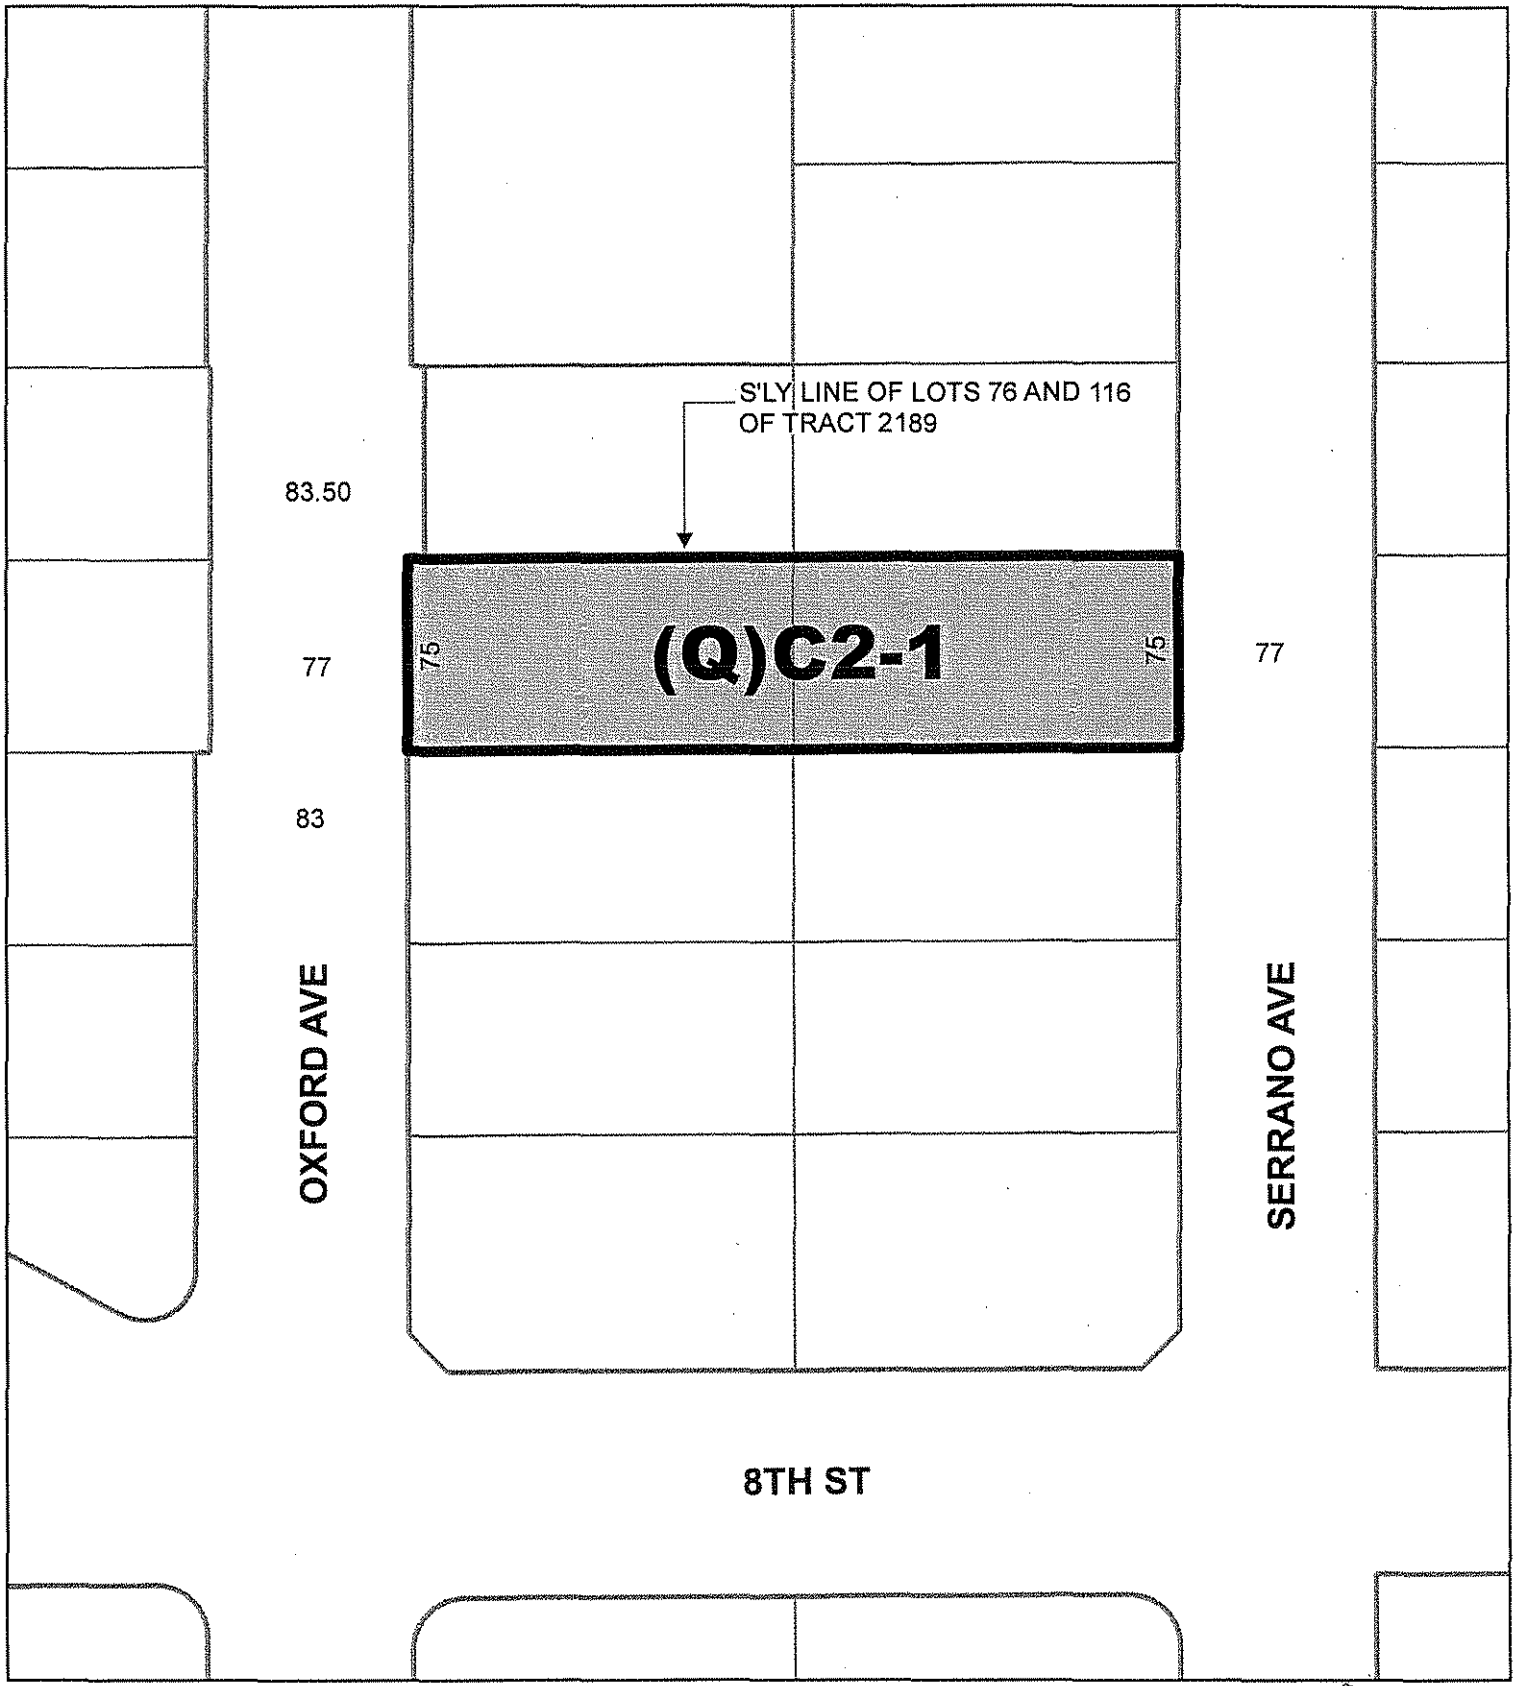 S'LY LINE OF LOTS 76 AND 116
OF TRACT 2189
83.50
(Q)C2-1
75
75
77
77
83
OXFORD AVE
SERRANO AVE
8TH ST